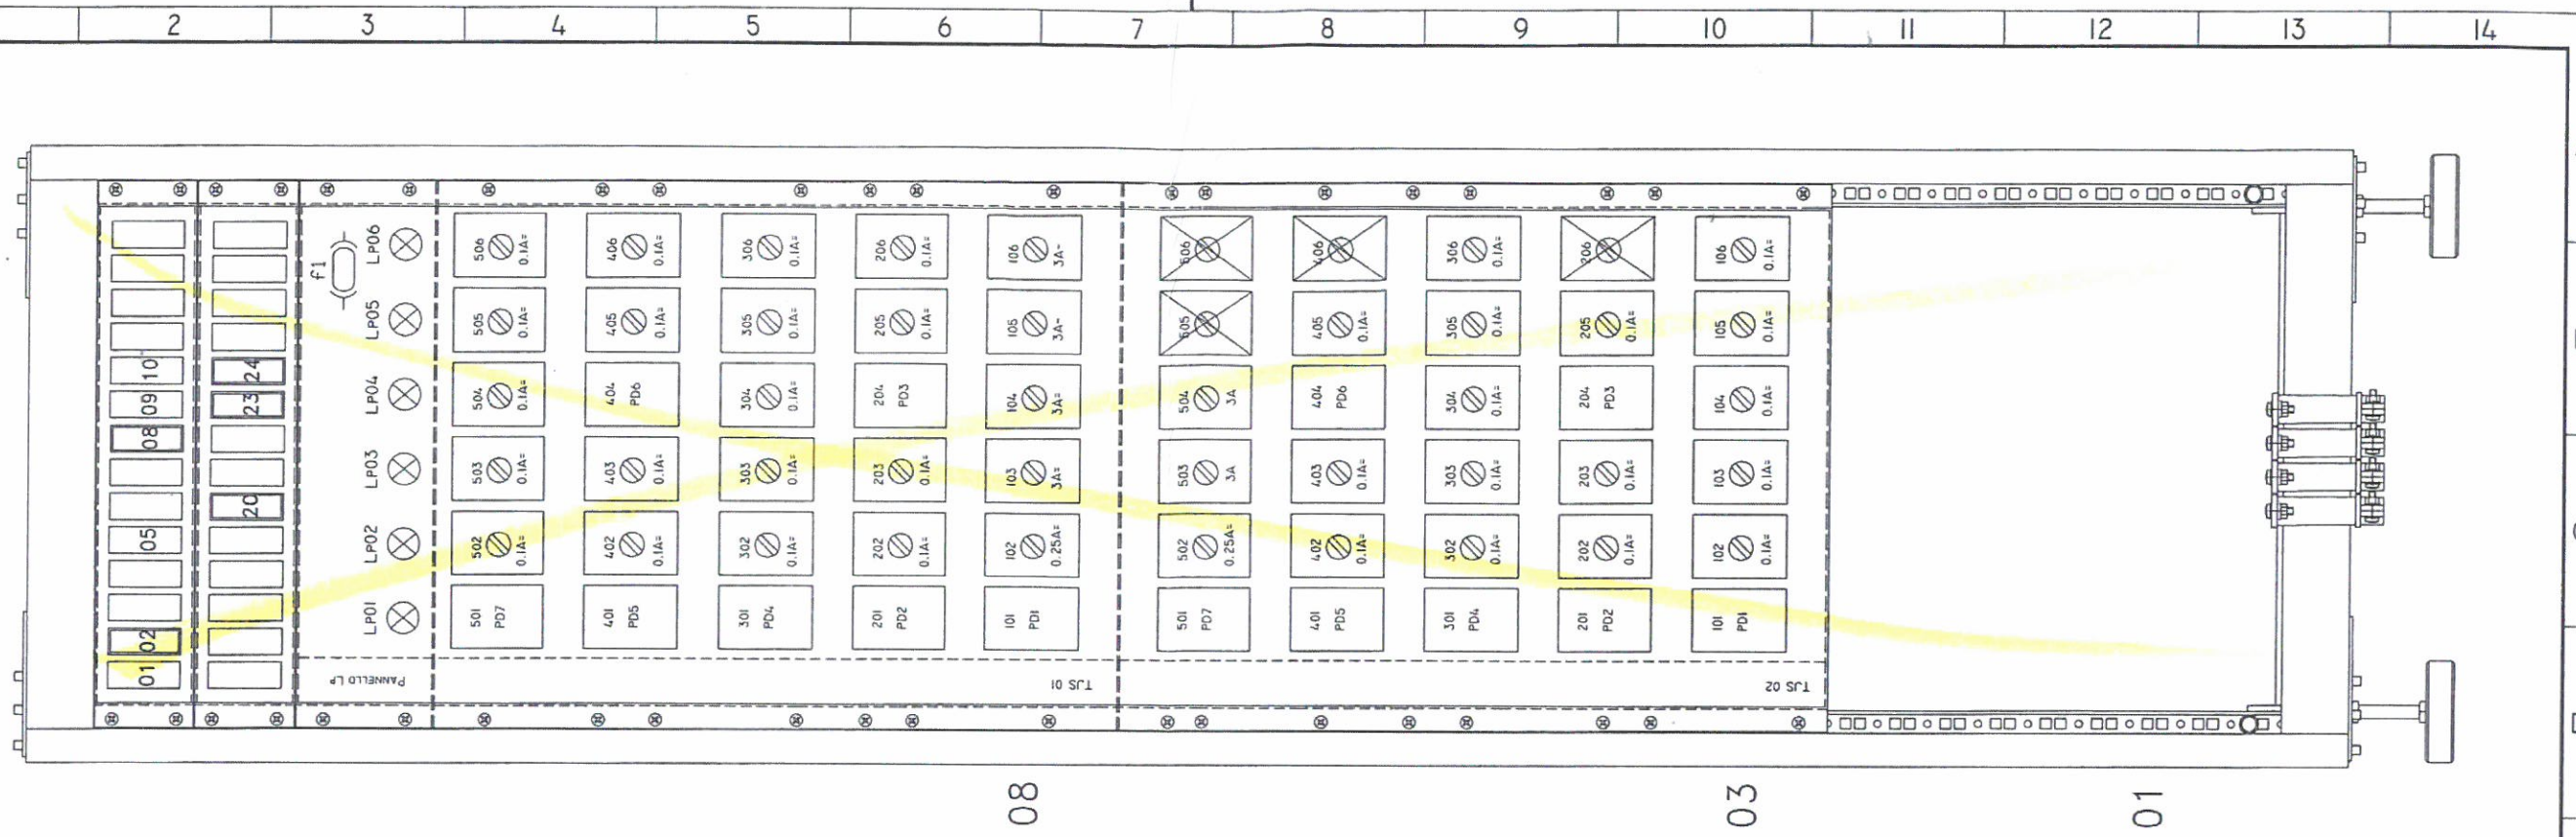 2 3 4 5 6 7 8 9 10 11 12 13 14
10 24
09 23
08
20
05
02
01
f1
LP06
LP05
LP04
LP03
LP02
LP01
PANNELLO LP
506 0.1A= 406 0.1A= 306 0.1A= 206 0.1A= 106 3A~
505 0.1A= 405 0.1A= 305 0.1A= 205 0.1A= 105 3A~
504 0.1A= 404 PD6 304 0.1A= 204 PD3 104 3A=
503 0.1A= 403 0.1A= 303 0.1A= 203 0.1A= 103 3A=
502 0.1A= 402 0.1A= 302 0.1A= 202 0.1A= 102 0.25A=
501 PD7 401 PD5 301 PD4 201 PD2 101 PD1
TJS 01
506 406 306 0.1A= 206 106 0.1A=
505 405 0.1A= 305 0.1A= 205 0.1A= 105 0.1A=
504 3A 404 PD6 304 0.1A= 204 PD3 104 0.1A=
503 3A 403 0.1A= 303 0.1A= 203 0.1A= 103 0.1A=
502 0.25A= 402 0.1A= 302 0.1A= 202 0.1A= 102 0.1A=
501 PD7 401 PD5 301 PD4 201 PD2 101 PD1
TJS 02
08 03 01